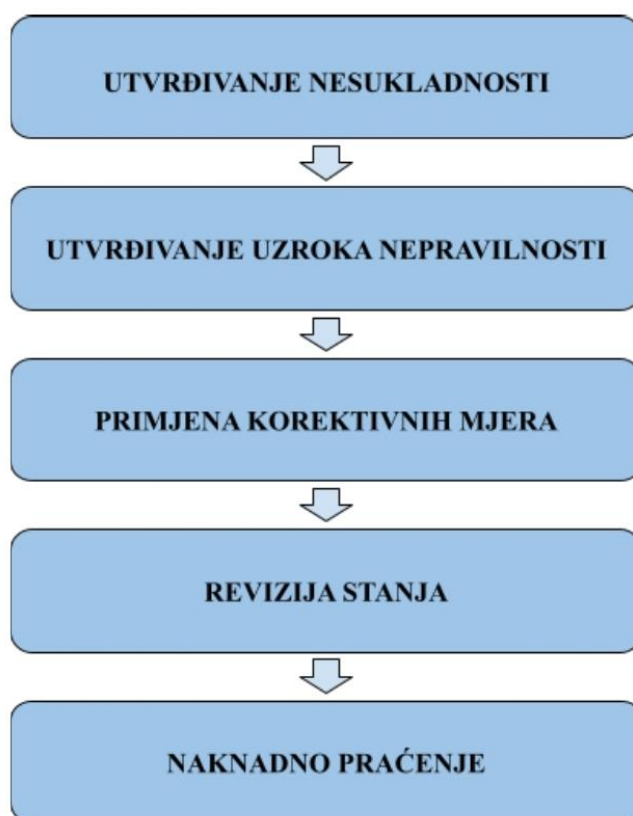 UTVRĐIVANJE NESUKLADNOSTI
UTVRĐIVANJE UZROKA NEPRAVILNOSTI
PRIMJENA KOREKTIVNIH MJERA
REVIZIJA STANJA
NAKNADNO PRAĆENJE